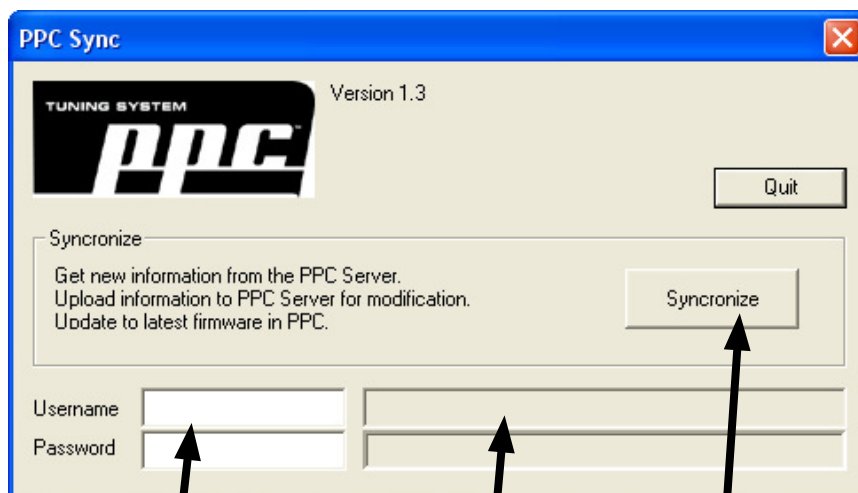 PPC Sync
TUNING SYSTEM
ppc
Version 1.3
Quit
Syncronize
Get new information from the PPC Server.
Upload information to PPC Server for modification.
Update to latest firmware in PPC.
Syncronize
Username
Password